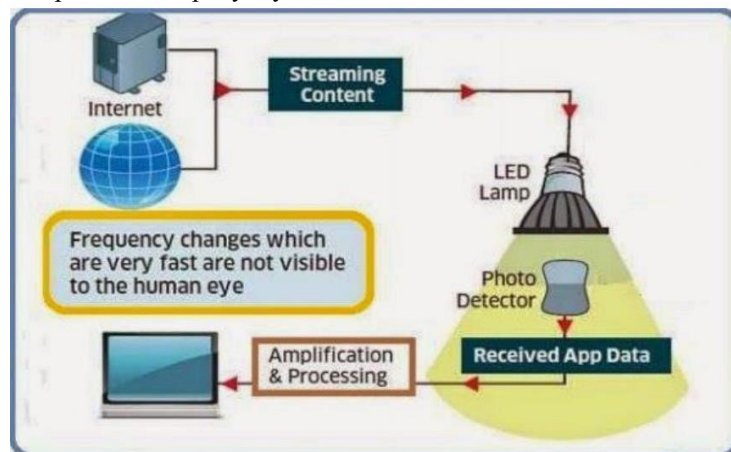 Streaming
Content
Internet
LED
Lamp
Frequency changes which
are very fast are not visible
to the human eye
Photo
Detector
Amplification
& Processing
Received App Data